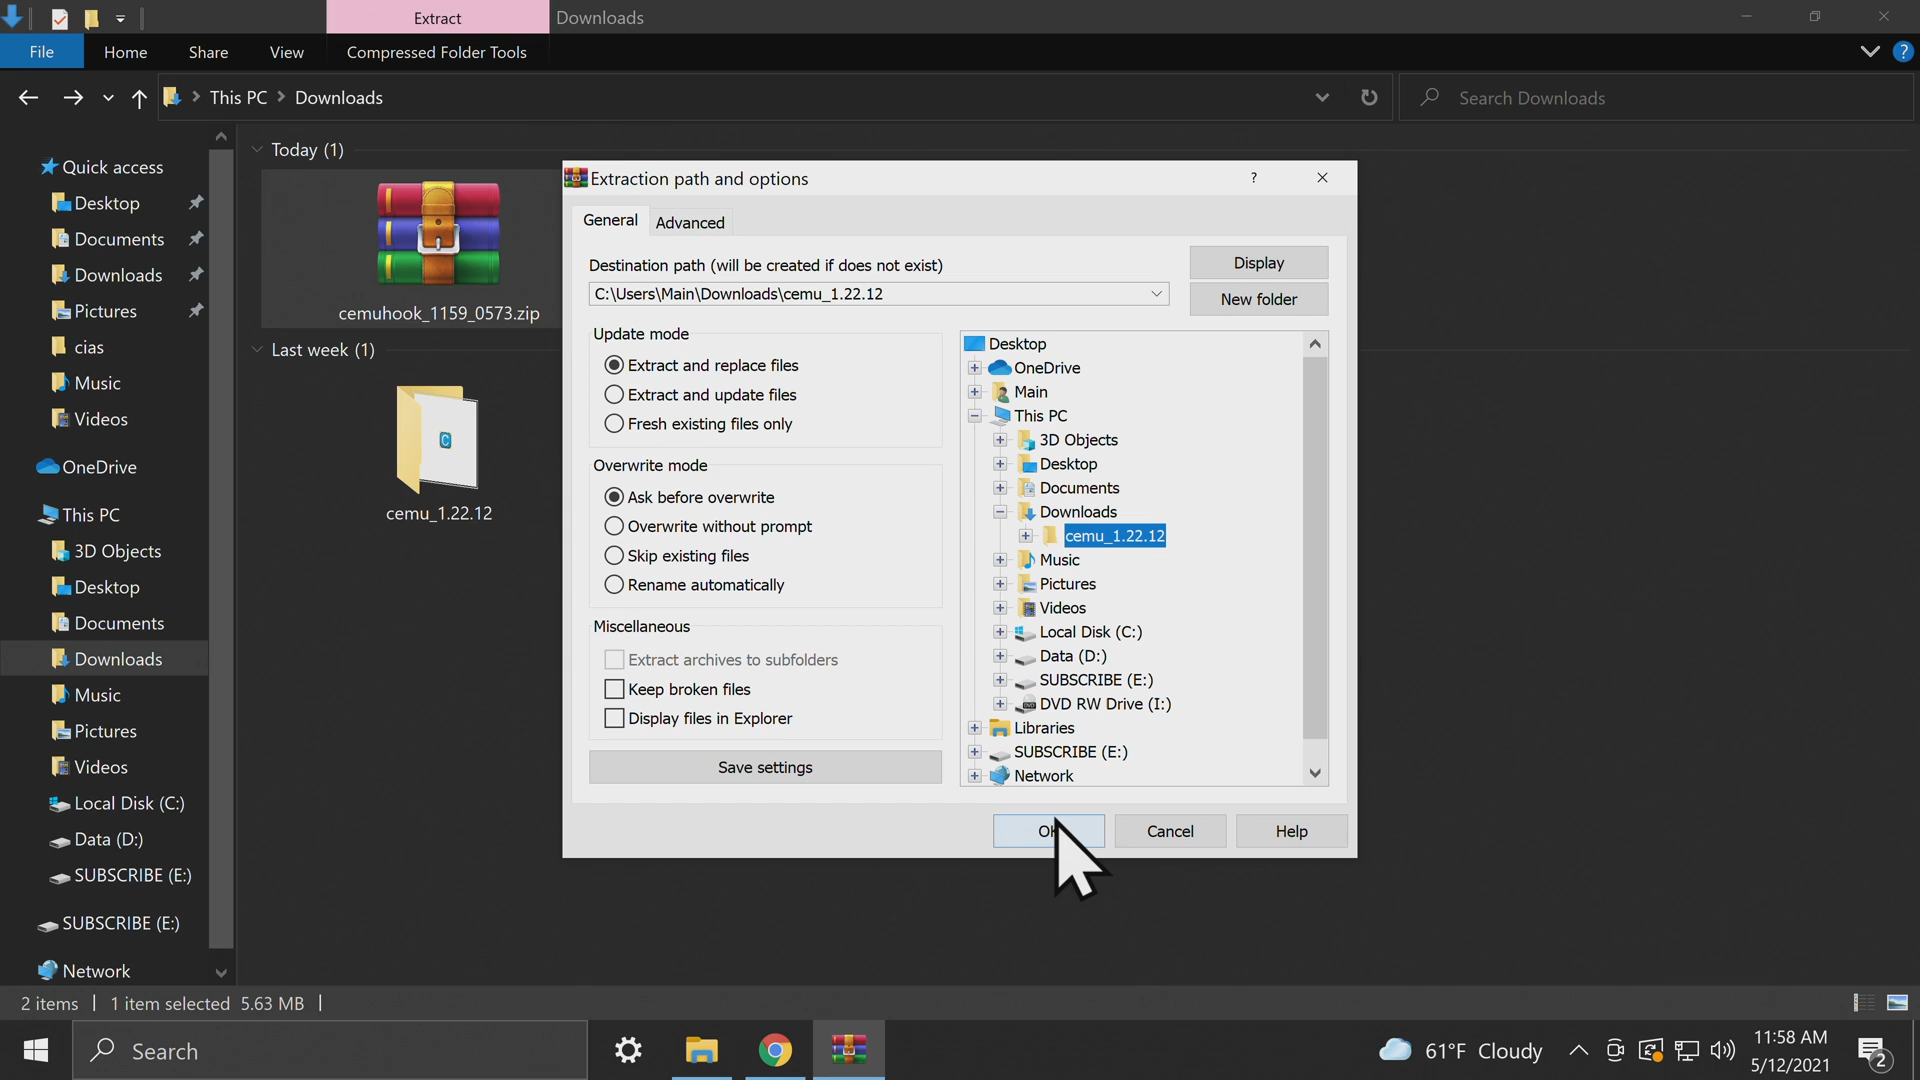 Extract
Downloads
File
Home
Share
View
Compressed Folder Tools
?
This PC
Downloads
Search Downloads
Quick access
Desktop
Documents
Downloads
Pictures
cias
Music
Videos
OneDrive
This PC
3D Objects
Desktop
Documents
Downloads
Music
Pictures
Videos
Local Disk (C:)
Data (D:)
SUBSCRIBE (E:)
SUBSCRIBE (E:)
Network
Today (1)
cemuhook_1159_0573.zip
Last week (1)
cemu_1.22.12
Extraction path and options
?
General
Advanced
Destination path (will be created if does not exist)
C:\Users\Main\Downloads\cemu_1.22.12
Display
New folder
Update mode
Extract and replace files
Extract and update files
Fresh existing files only
Overwrite mode
Ask before overwrite
Overwrite without prompt
Skip existing files
Rename automatically
Miscellaneous
Extract archives to subfolders
Keep broken files
Display files in Explorer
Save settings
Desktop
OneDrive
Main
This PC
3D Objects
Desktop
Documents
Downloads
cemu_1.22.12
Music
Pictures
Videos
Local Disk (C:)
Data (D:)
SUBSCRIBE (E:)
DVD RW Drive (I:)
Libraries
SUBSCRIBE (E:)
Network
OK
Cancel
Help
2 items
1 item selected 5.63 MB
Search
61°F Cloudy
11:58 AM
5/12/2021
2